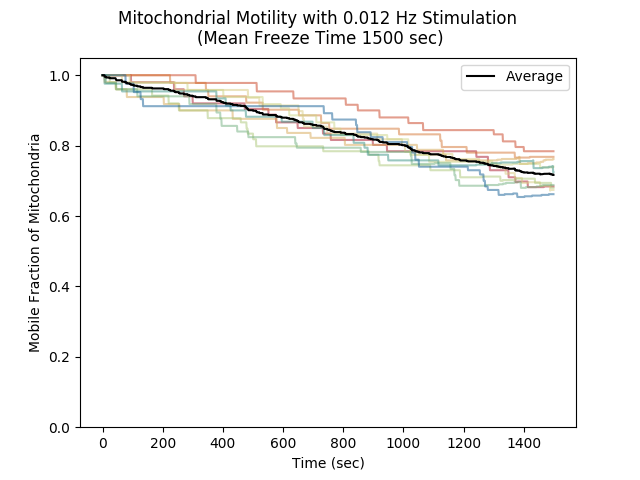 Mitochondrial Motility with 0.012 Hz Stimulation
(Mean Freeze Time 1500 sec)
Average
Mobile Fraction of Mitochondria
1.0
0.8
0.6
0.4
0.2
0.0
0 200 400 600 800 1000 1200 1400
Time (sec)